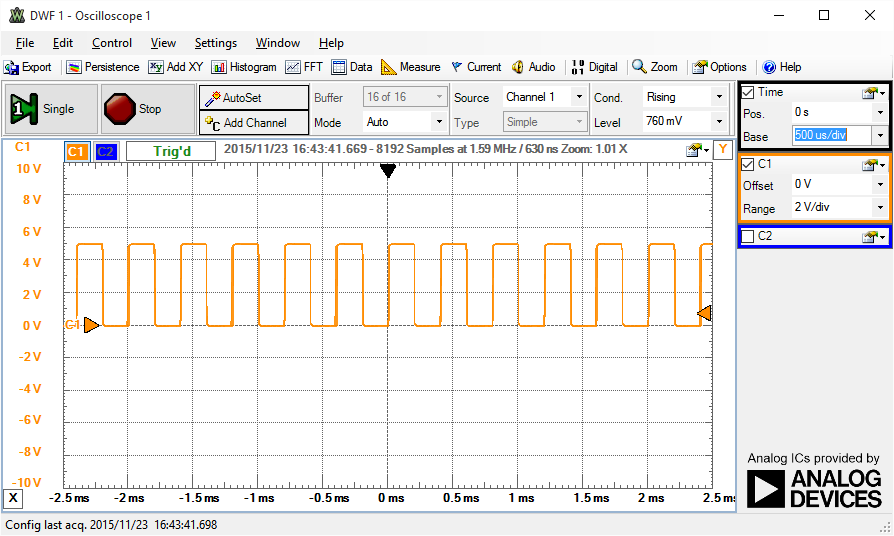 DWF 1 - Oscilloscope 1
File Edit Control View Settings Window Help
Export Persistence XY Add XY Histogram FFT Data Measure Current Audio Digital Zoom Options Help
1 Single Stop AutoSet Buffer 16 of 16 Source Channel 1 Cond. Rising
+C Add Channel Mode Auto Type Simple Level 760 mV
Time
Pos. 0 s
Base 500 us/div
C1
Offset 0 V
Range 2 V/div
C2
C1 C1 C2 Trig'd 2015/11/23 16:43:41.669 - 8192 Samples at 1.59 MHz / 630 ns Zoom: 1.01 X Y
10 V
8 V
6 V
4 V
2 V
0 V C1
-2 V
-4 V
-6 V
-8 V
-10 V
X -2.5 ms -2 ms -1.5 ms -1 ms -0.5 ms 0 ms 0.5 ms 1 ms 1.5 ms 2 ms 2.5 ms
Analog ICs provided by
ANALOG
DEVICES
Config last acq. 2015/11/23 16:43:41.698